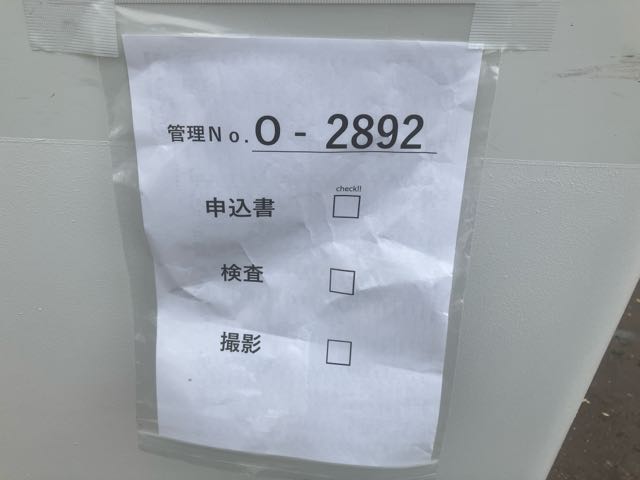 管理No. O - 2892
check!!
申込書 □
検査 □
撮影 □